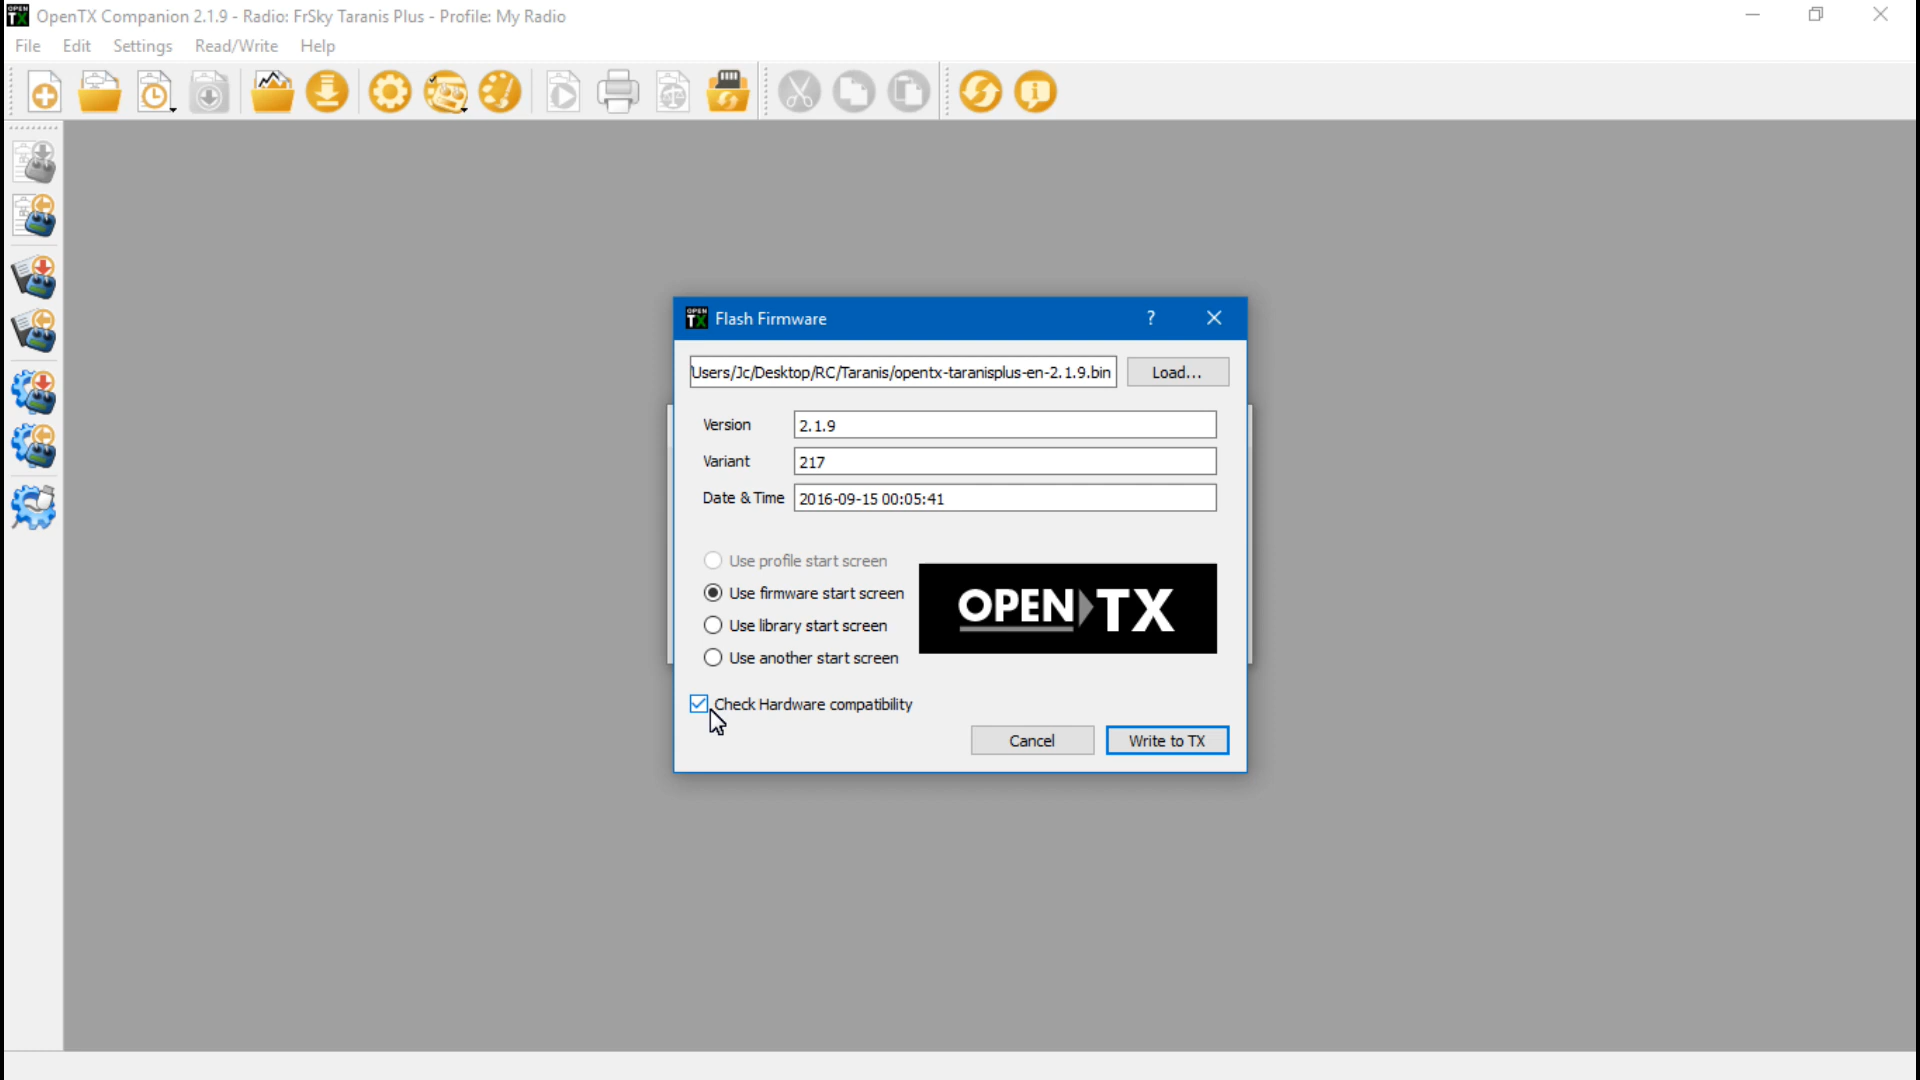 OpenTX Companion 2.1.9 - Radio: FrSky Taranis Plus - Profile: My Radio
File Edit Settings Read/Write Help
OPEN TX Flash Firmware ?
Users/Jc/Desktop/RC/Taranis/opentx-taranisplus-en-2.1.9.bin Load...
Version 2.1.9
Variant 217
Date & Time 2016-09-15 00:05:41
Use profile start screen
Use firmware start screen
Use library start screen
Use another start screen
OPEN TX
Check Hardware compatibility
Cancel Write to TX